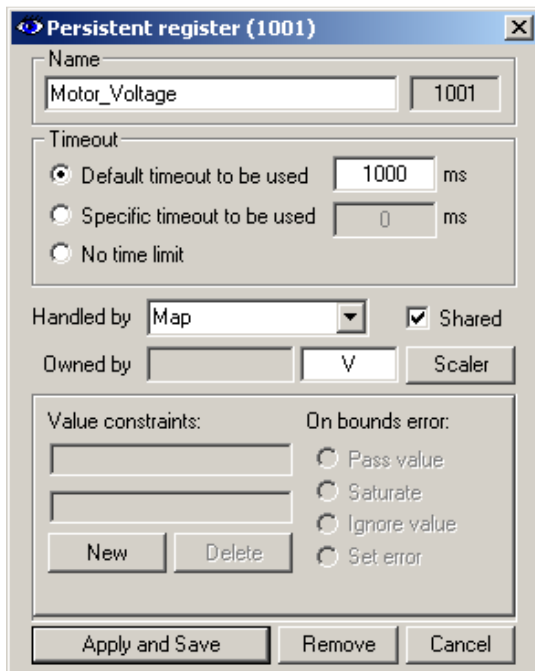 Persistent register (1001)
Name
Motor_Voltage 1001
Timeout
Default timeout to be used 1000 ms
Specific timeout to be used 0 ms
No time limit
Handled by Map Shared
Owned by V Scaler
Value constraints: On bounds error:
Pass value
Saturate
Ignore value
New Delete Set error
Apply and Save Remove Cancel